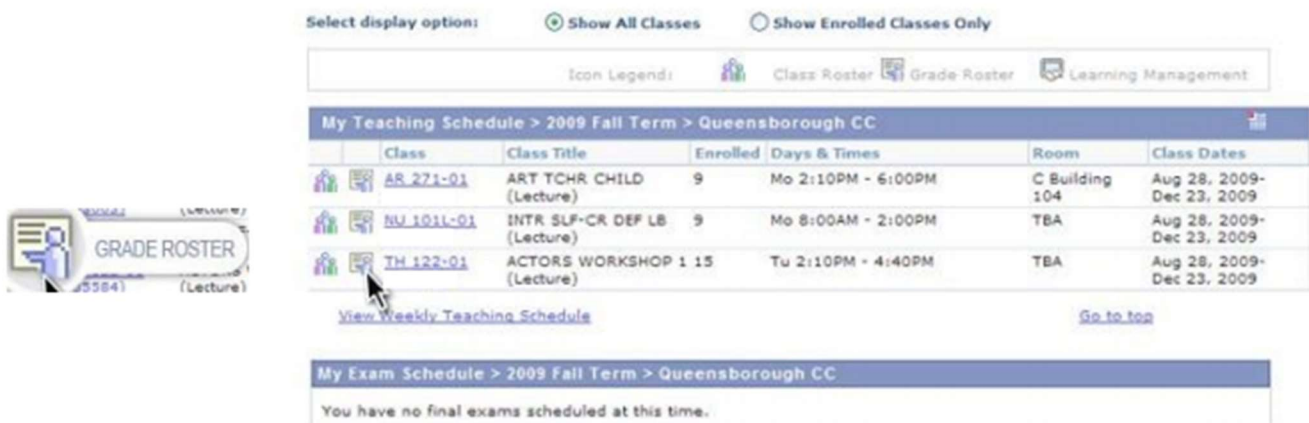 Select display option: Show All Classes Show Enrolled Classes Only
Icon Legend: Class Roster Grade Roster Learning Management
My Teaching Schedule > 2009 Fall Term > Queensborough CC
Class Class Title Enrolled Days & Times Room Class Dates
AR 271-01 ART TCHR CHILD 9 Mo 2:10PM - 6:00PM C Building Aug 28, 2009-
(Lecture) 104 Dec 23, 2009
NU 101L-01 INTR SLF-CR DEF LB 9 Mo 8:00AM - 2:00PM TBA Aug 28, 2009-
(Lecture) Dec 23, 2009
TH 122-01 ACTORS WORKSHOP 1 15 Tu 2:10PM - 4:40PM TBA Aug 28, 2009-
(Lecture) Dec 23, 2009
View Weekly Teaching Schedule Go to top
My Exam Schedule > 2009 Fall Term > Queensborough CC
You have no final exams scheduled at this time.
(Lecture)
GRADE ROSTER
5584) (Lecture)